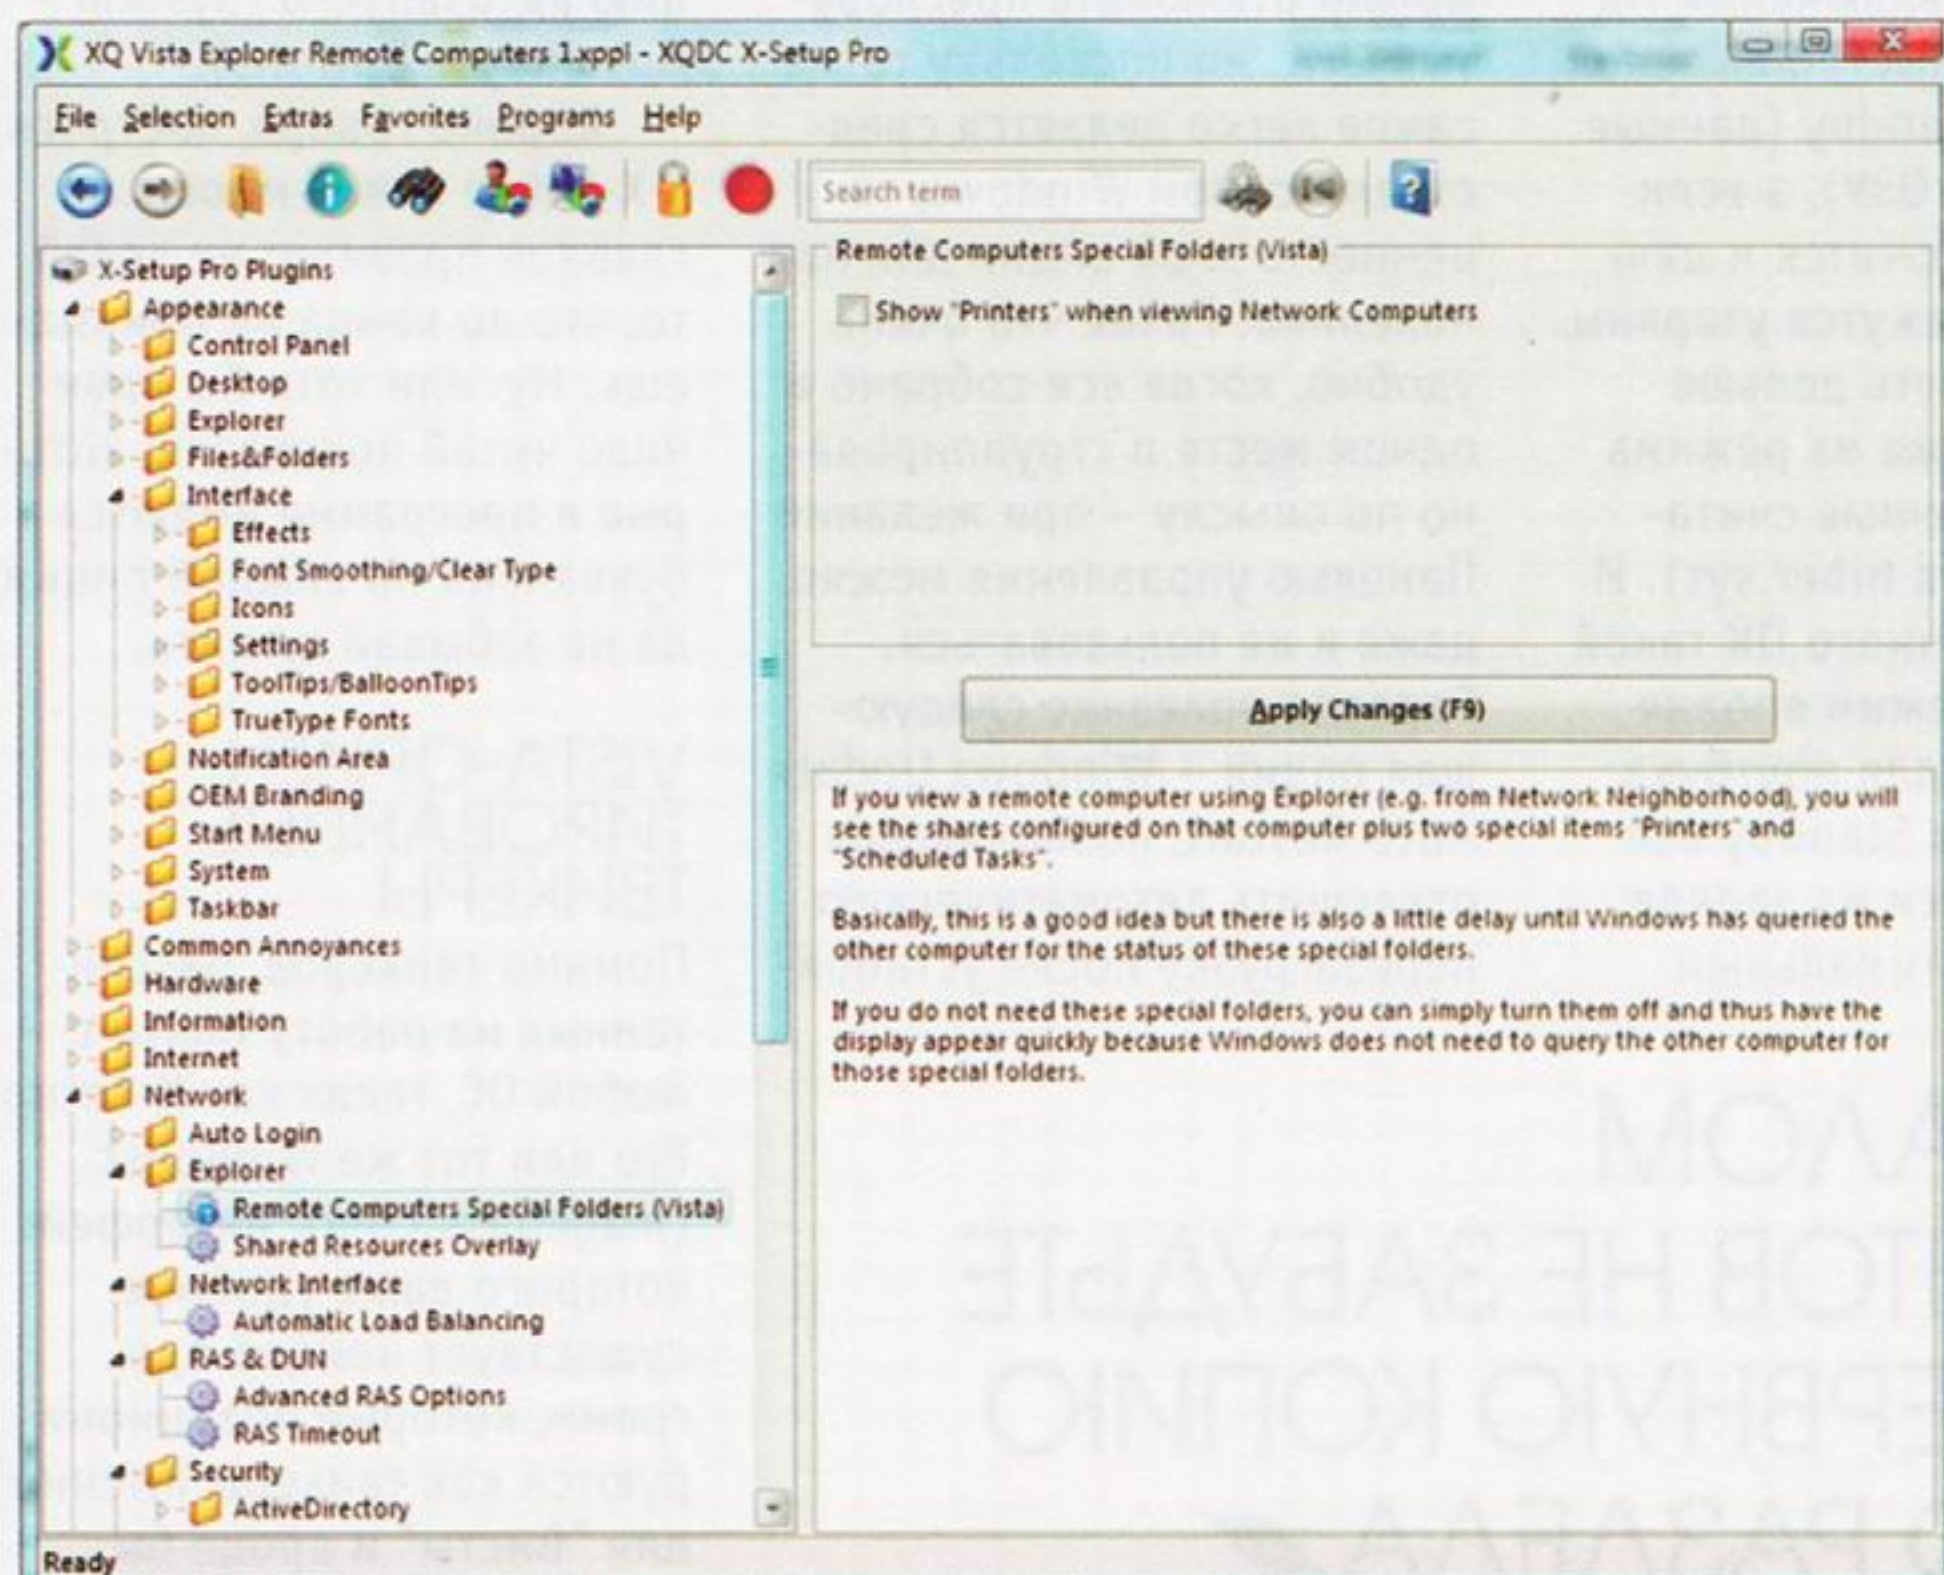 XQ Vista Explorer Remote Computers 1.xppl - XQDC X-Setup Pro
File Selection Extras Favorites Programs Help
Search term
X-Setup Pro Plugins
Appearance
Control Panel
Desktop
Explorer
Files&Folders
Interface
Effects
Font Smoothing/Clear Type
Icons
Settings
ToolTips/BalloonTips
TrueType Fonts
Notification Area
OEM Branding
Start Menu
System
Taskbar
Common Annoyances
Hardware
Information
Internet
Network
Auto Login
Explorer
Remote Computers Special Folders (Vista)
Shared Resources Overlay
Network Interface
Automatic Load Balancing
RAS & DUN
Advanced RAS Options
RAS Timeout
Security
ActiveDirectory
Remote Computers Special Folders (Vista)
Show "Printers" when viewing Network Computers
Apply Changes (F9)
If you view a remote computer using Explorer (e.g. from Network Neighborhood), you will
see the shares configured on that computer plus two special items "Printers" and
"Scheduled Tasks".
Basically, this is a good idea but there is also a little delay until Windows has queried the
other computer for the status of these special folders.
If you do not need these special folders, you can simply turn them off and thus have the
display appear quickly because Windows does not need to query the other computer for
those special folders.
Ready